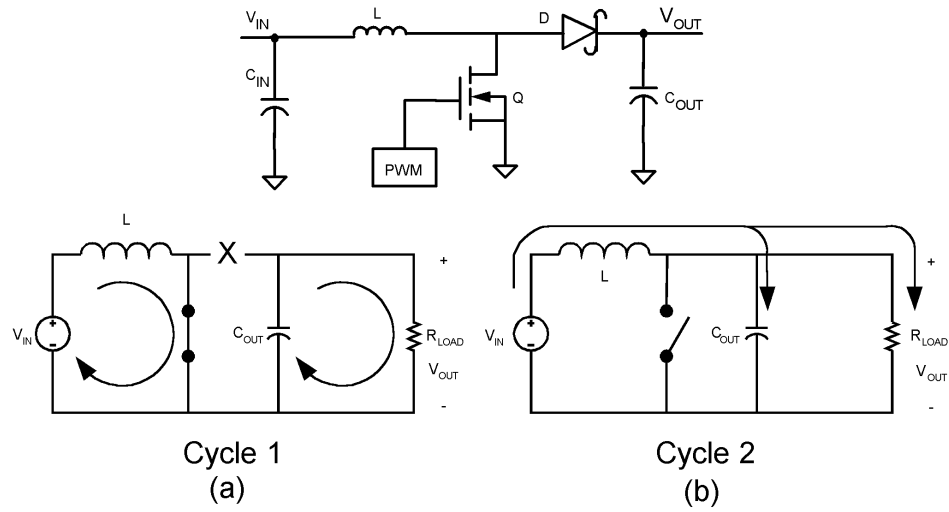 VIN
L
D
VOUT
CIN
Q
COUT
PWM
L
X
+
VIN
+
-
COUT
RLOAD
VOUT
-
Cycle 1
(a)
L
+
VIN
+
-
COUT
RLOAD
VOUT
-
Cycle 2
(b)